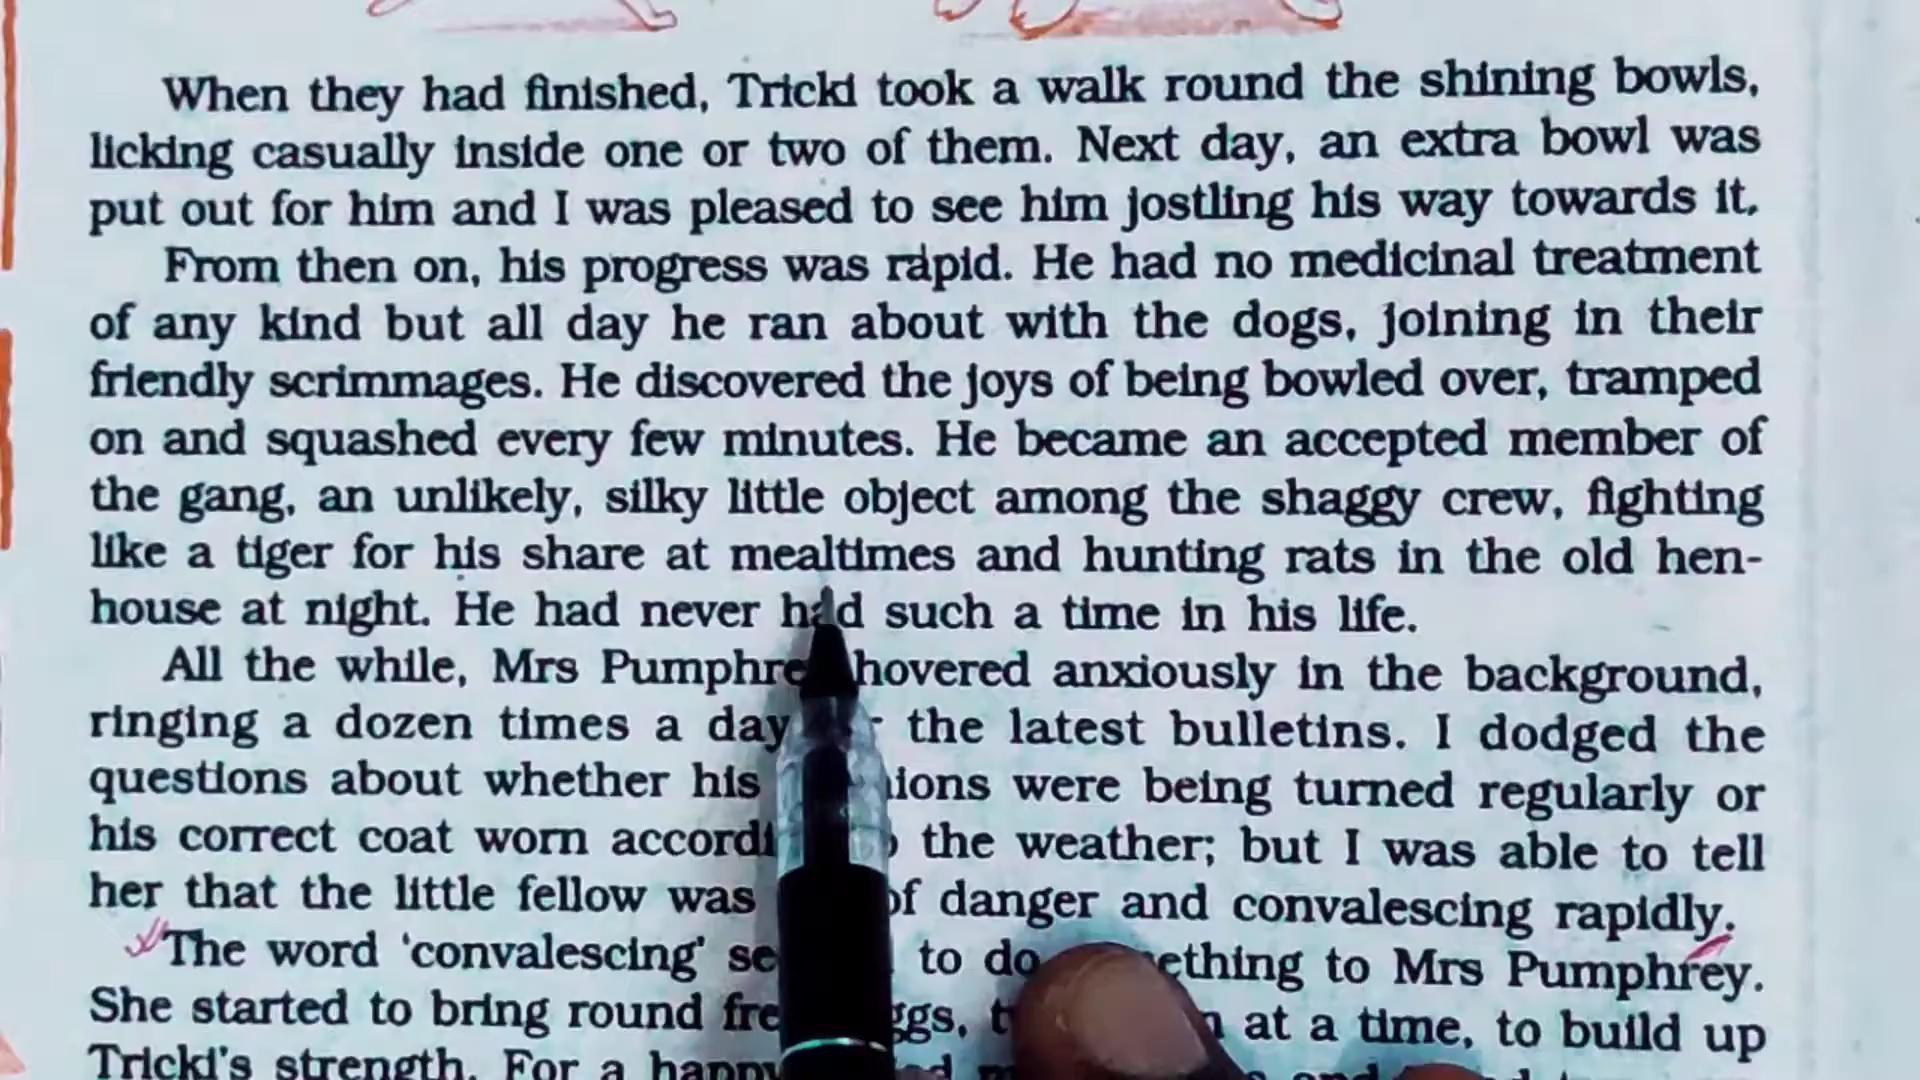 When they had finished, Tricki took a walk round the shining bowls,
licking casually inside one or two of them. Next day, an extra bowl was
put out for him and I was pleased to see him jostling his way towards it.
From then on, his progress was rapid. He had no medicinal treatment
of any kind but all day he ran about with the dogs, joining in their
friendly scrimmages. He discovered the joys of being bowled over, tramped
on and squashed every few minutes. He became an accepted member of
the gang, an unlikely, silky little object among the shaggy crew, fighting
like a tiger for his share at mealtimes and hunting rats in the old hen-
house at night. He had never had such a time in his life.
All the while, Mrs Pumphre hovered anxiously in the background,
ringing a dozen times a day the latest bulletins. I dodged the
questions about whether his ions were being turned regularly or
his correct coat worn accordi the weather; but I was able to tell
her that the little fellow was of danger and convalescing rapidly.
The word ‘convalescing’ se to do ething to Mrs Pumphrey.
She started to bring round fre ggs, at a time, to build up
Tricki's strength. For a happy